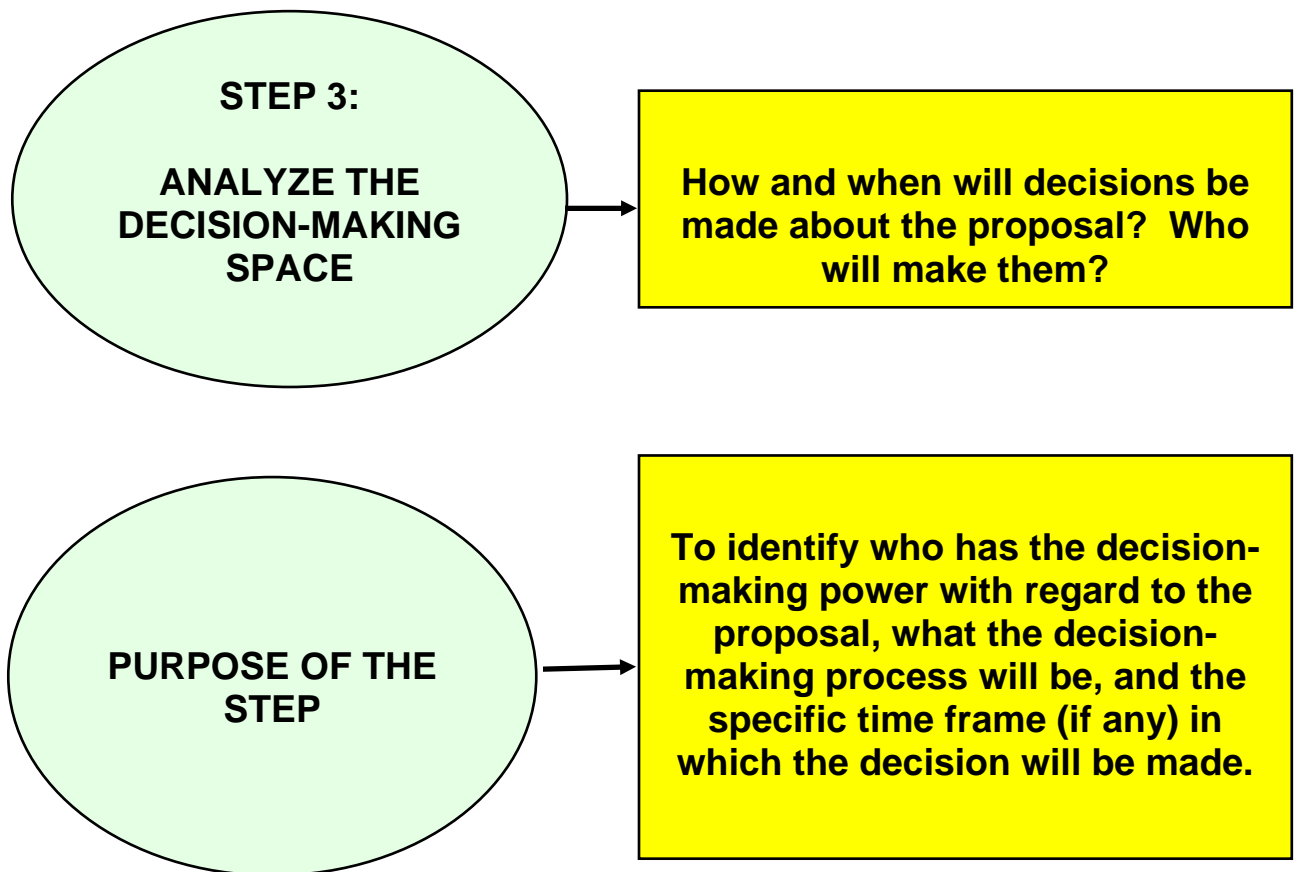 STEP 3:
ANALYZE THE
DECISION-MAKING
SPACE
How and when will decisions be
made about the proposal?  Who
will make them?
PURPOSE OF THE
STEP
To identify who has the decision-
making power with regard to the
proposal, what the decision-
making process will be, and the
specific time frame (if any) in
which the decision will be made.